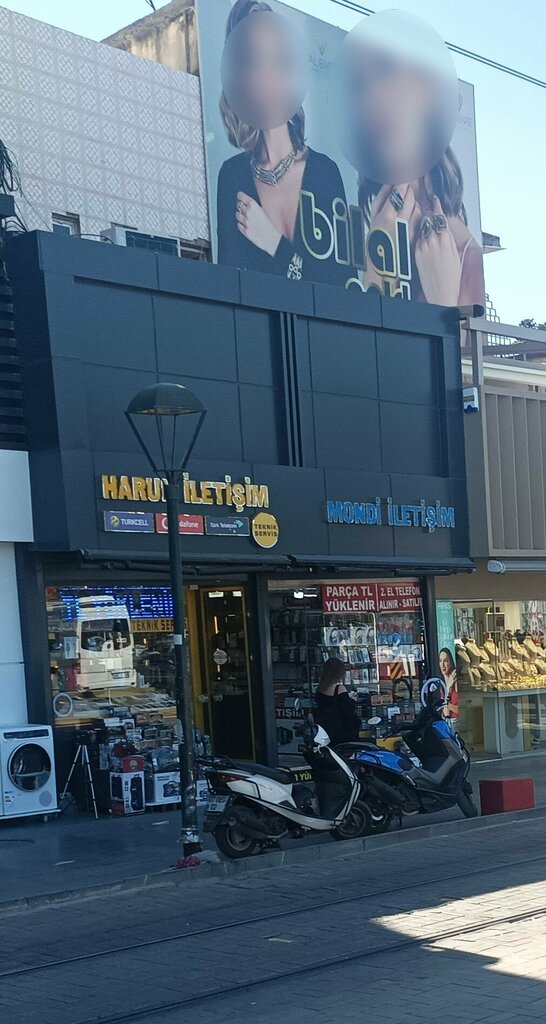 bilal
HARUN İLETİŞİM
TURKCELL
vodafone
Türk Telekom
TEKNİK
SERVİS
MONDİ İLETİŞİM
PARÇA TL
YÜKLENİR
2. EL TELEFON
ALINIR - SATILIR